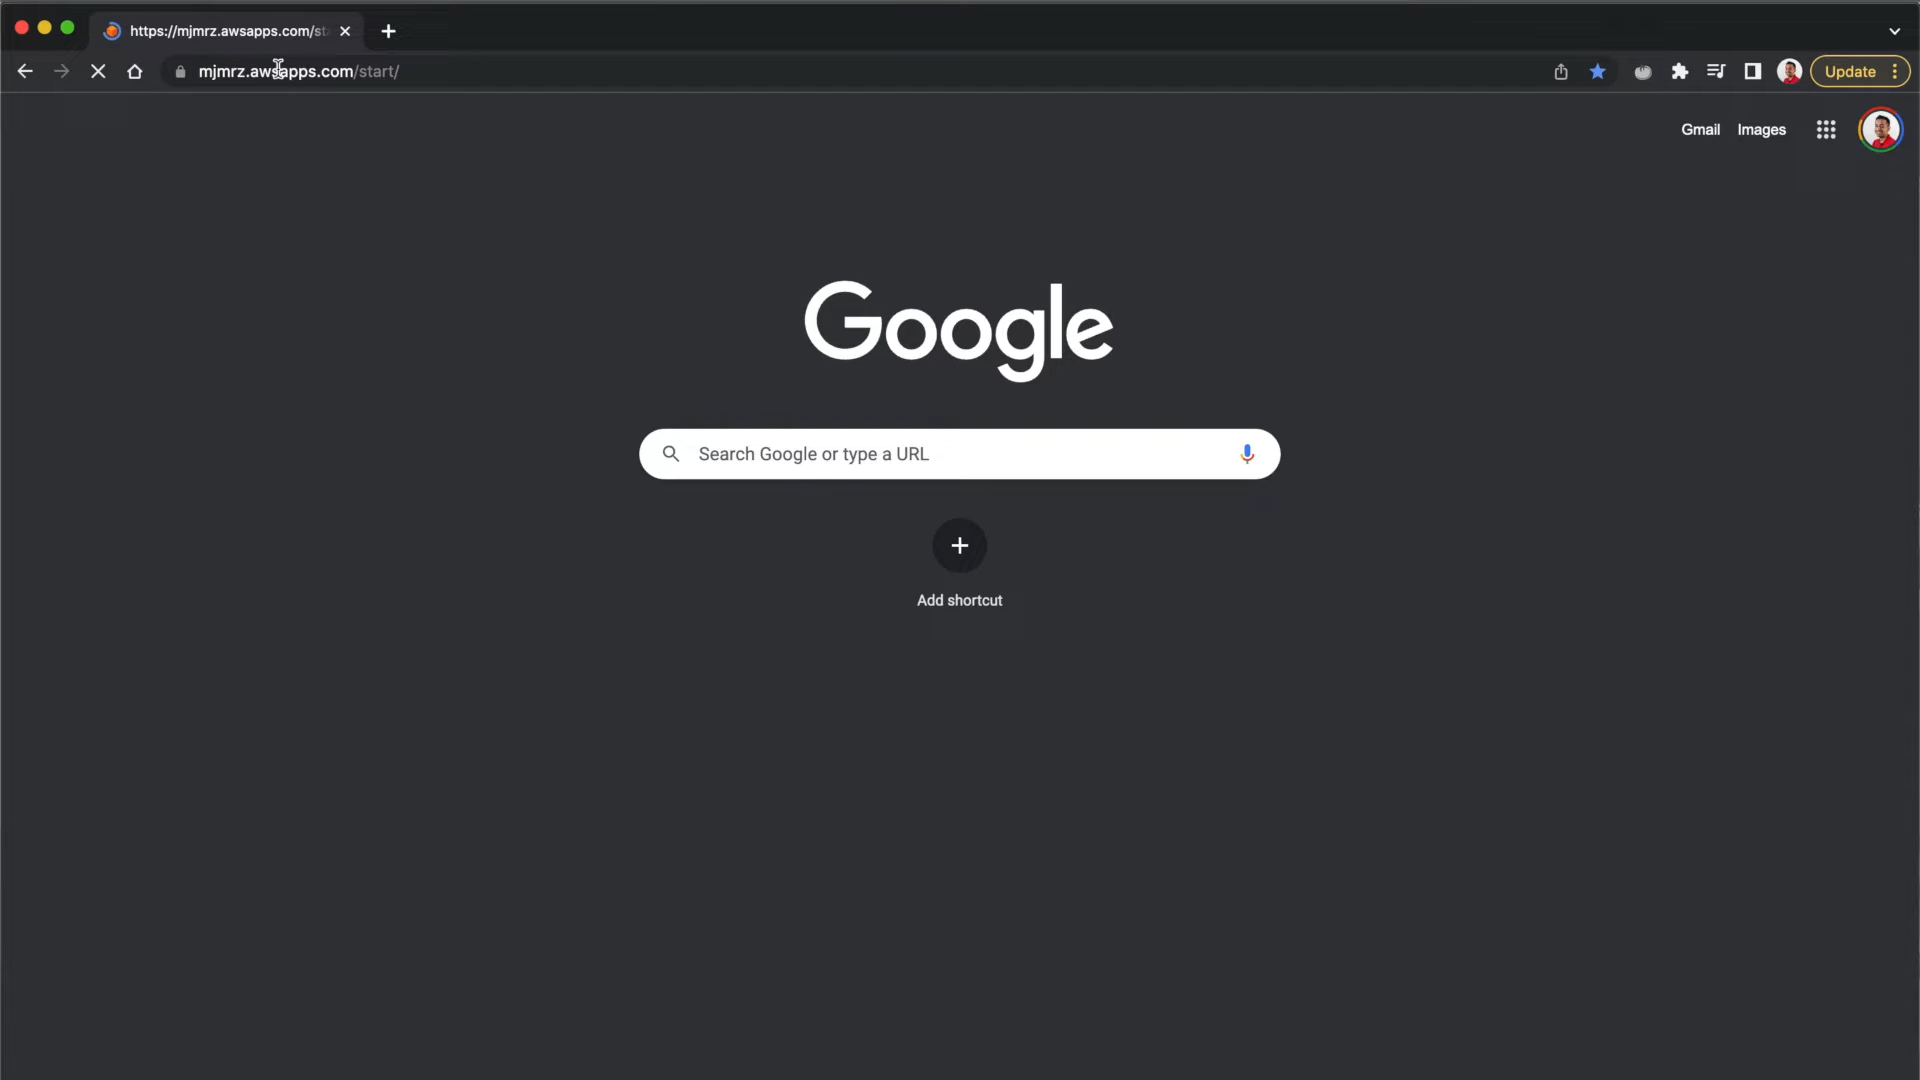 https://mjmrz.awsapps.com/st
mjmrz.awsapps.com/start/
Update
Gmail
Images
Google
Search Google or type a URL
Add shortcut